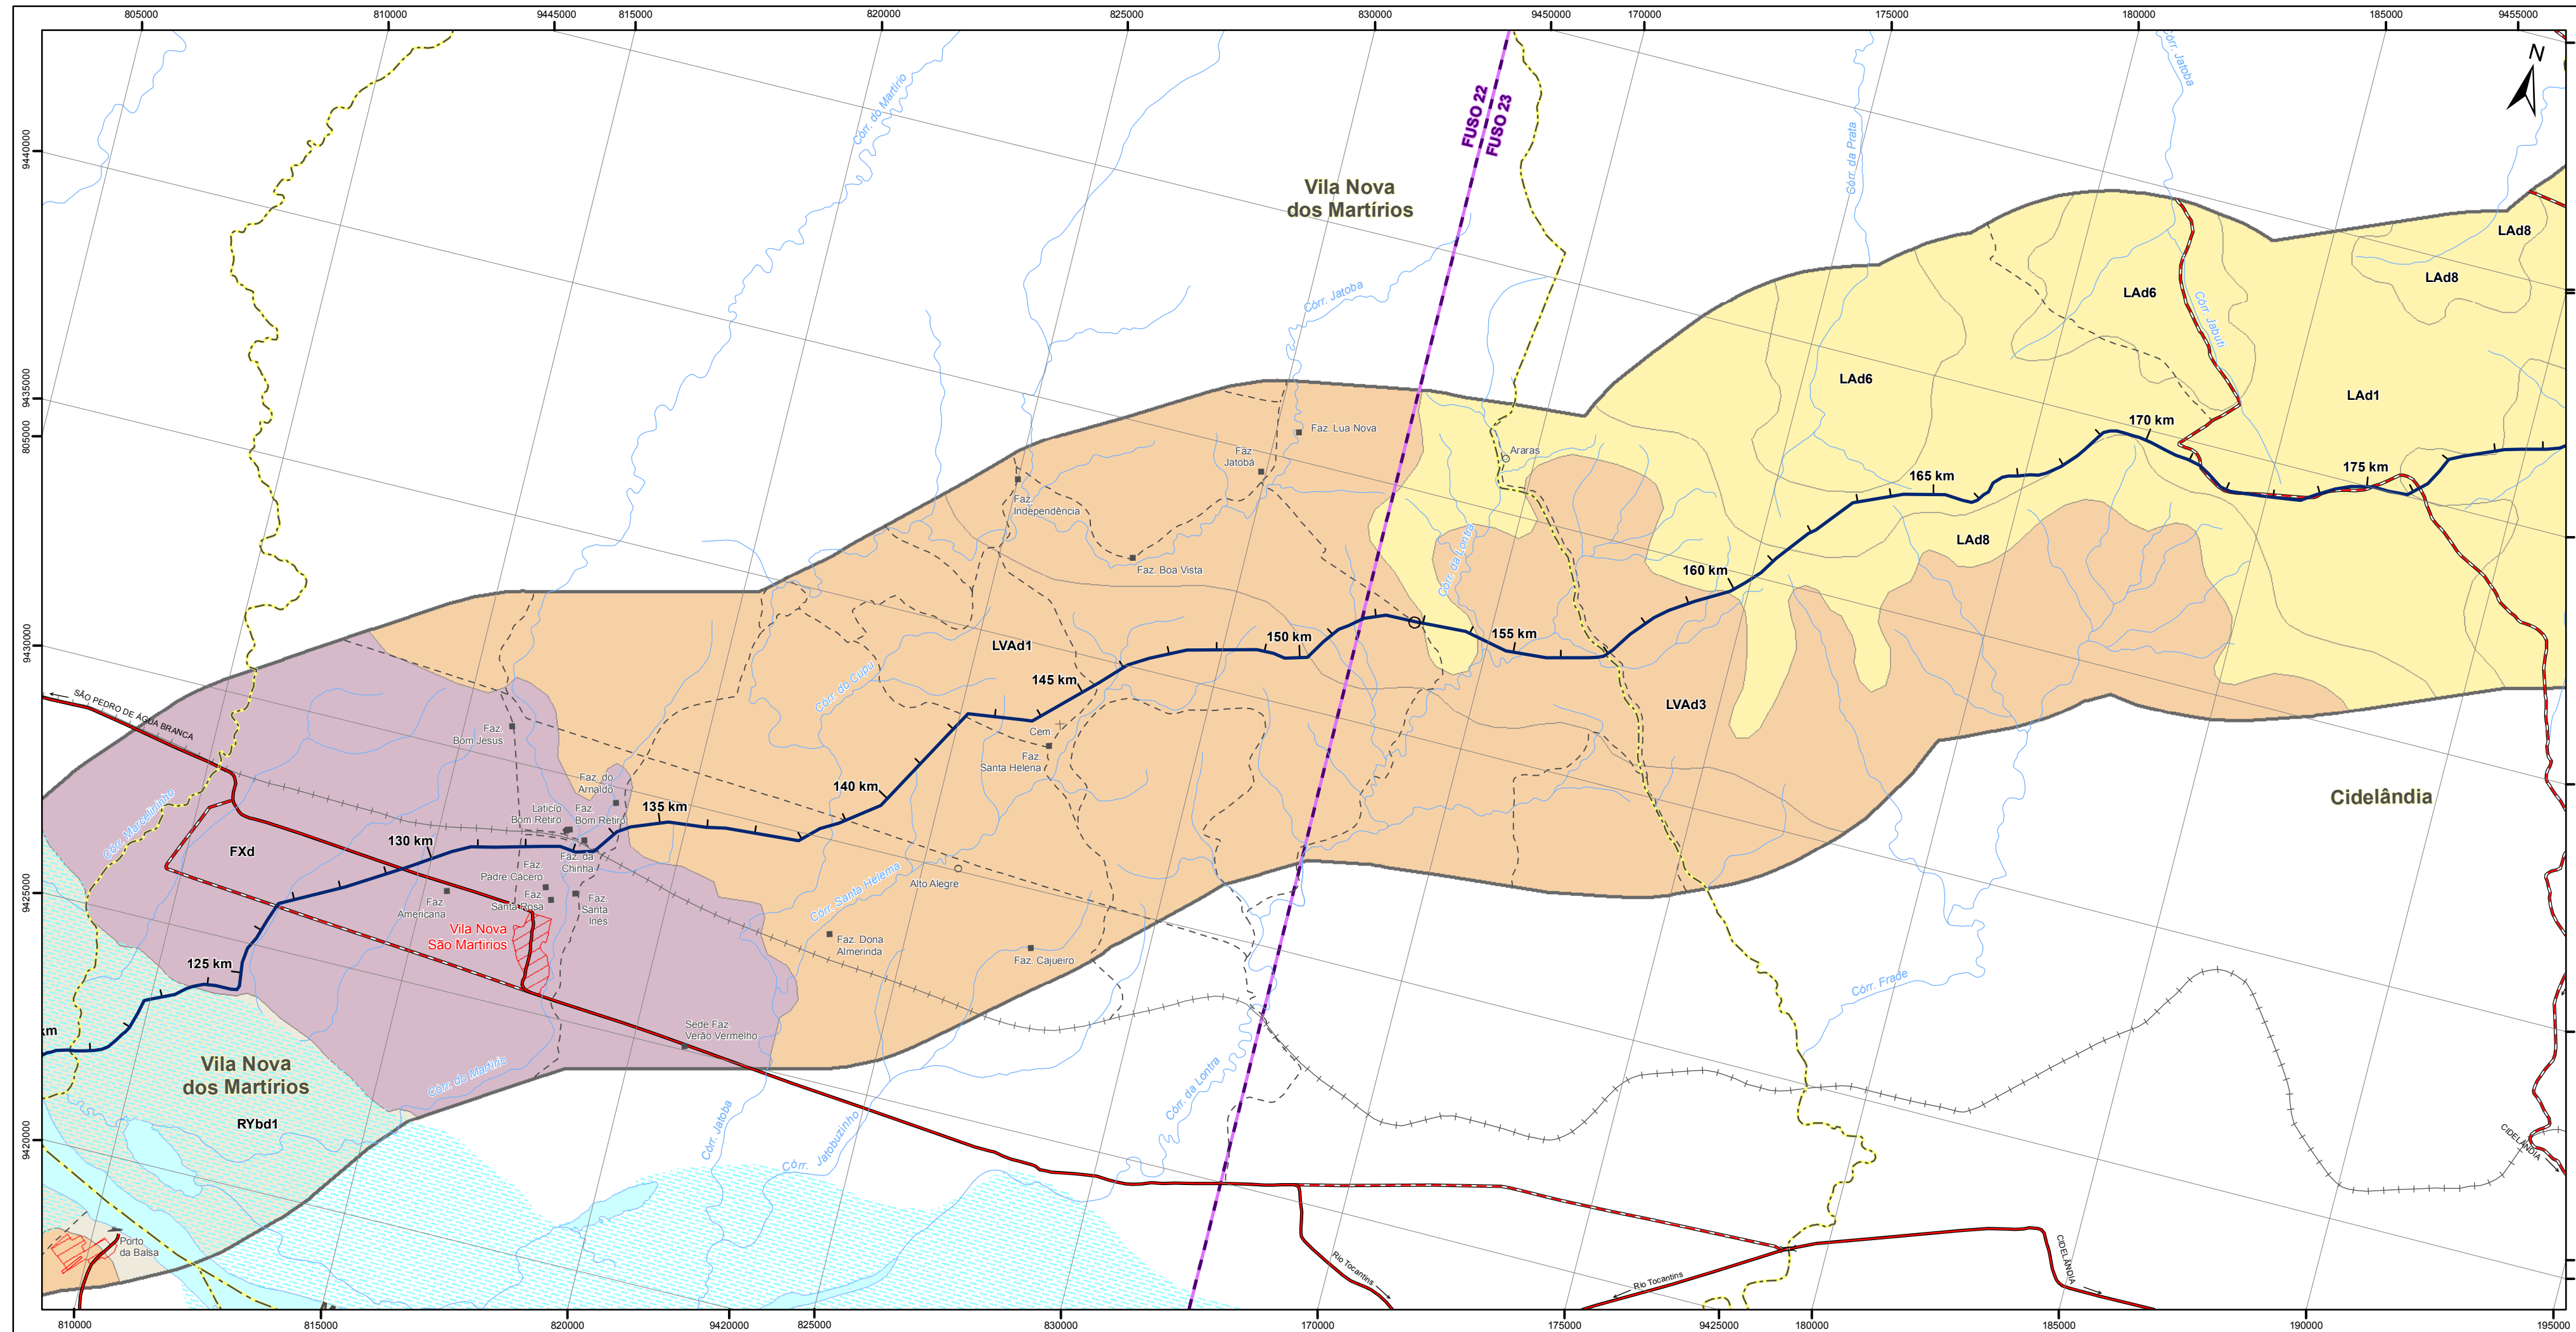 805000
810000
9445000
815000
820000
825000
830000
9450000
170000
175000
180000
185000
9455000
N
9440000
9435000
805000
9430000
9425000
9420000
FUSO 22
FUSO 23
Vila Nova
dos Martírios
Córr. do Martírio
Córr. da Prata
Córr. Jatoba
Córr. Jabuti
Córr. Jatoba
LAd8
LAd8
LAd6
LAd6
LAd1
LAd8
170 km
175 km
165 km
160 km
155 km
150 km
145 km
140 km
135 km
130 km
125 km
km
Faz. Lua Nova
Faz.
Jatobá
Faz.
Independência
Faz. Boa Vista
Araras
Córr. da Lontra
LVAd1
LVAd3
Córr. do Cupu
Cem.
Faz.
Santa Helena
Faz.
Bom Jesus
Faz. do
Arnaldo
Laticío
Bom Retiro
Faz.
Bom Retiro
Faz. da
Chinha
Faz.
Padre Cácero
Faz.
Santa Rosa
Faz.
Santa
Inês
Faz.
Americana
Vila Nova
São Martírios
SÃO PEDRO DE ÁGUA BRANCA
Córr. Marcelininho
FXd
Alto Alegre
Córr. Santa Helema
Faz. Dona
Almerinda
Faz. Cajueiro
Sede Faz.
Verão Vermelho
Córr. do Martírio
Vila Nova
dos Martírios
RYbd1
Porto
da Balsa
Córr. Jatoba
Córr. Jatobuzinho
Córr. da Lontra
Córr. Frade
Cidelândia
CIDELÂNDIA
Rio Tocantins
Rio Tocantins
CIDELÂNDIA
810000
815000
820000
9420000
825000
830000
170000
175000
9425000
180000
185000
190000
195000